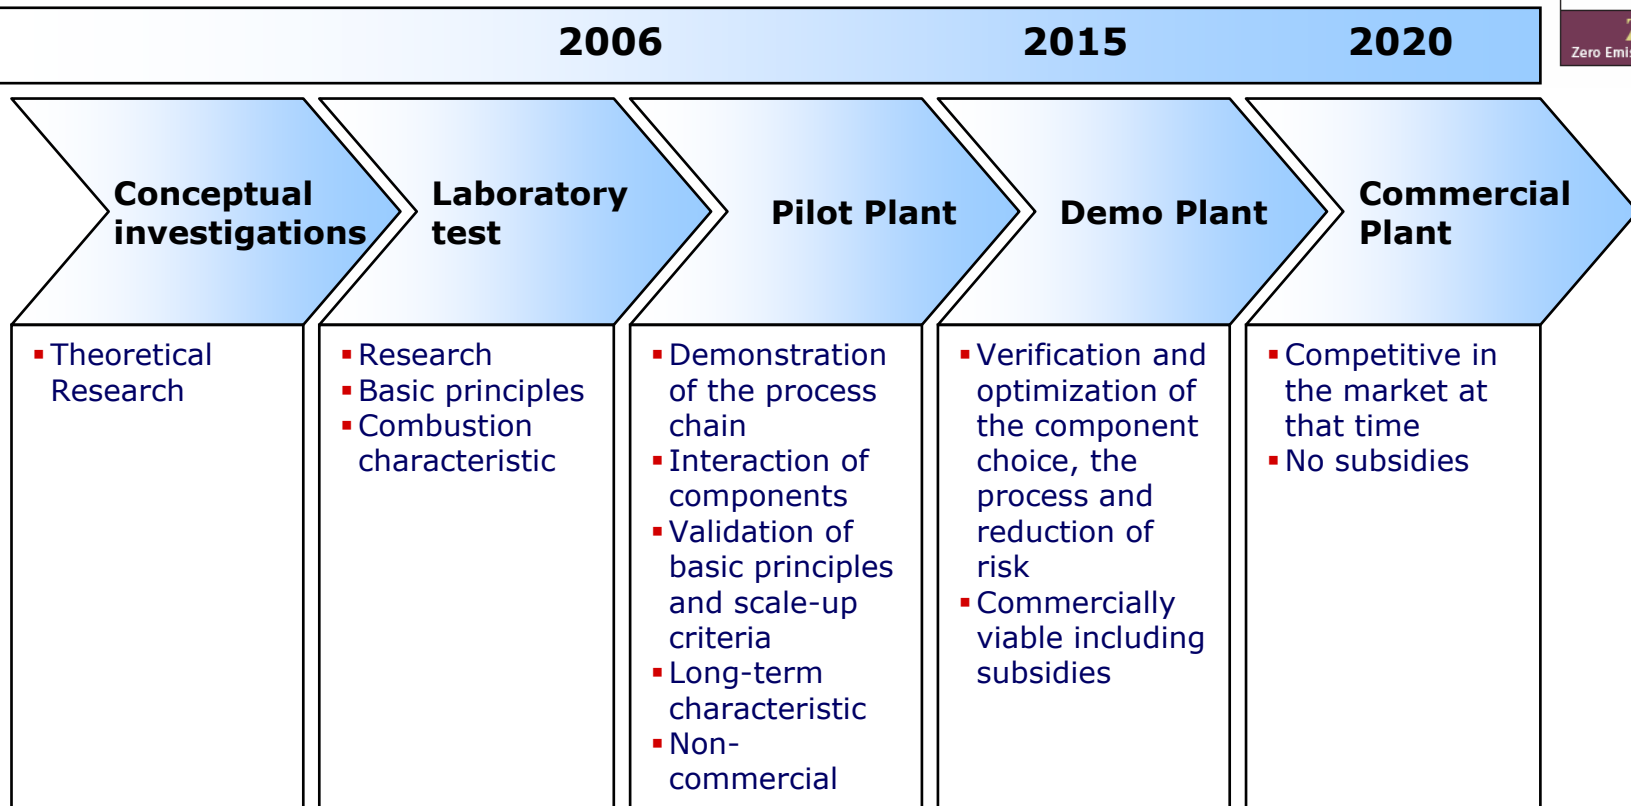 2006 2015 2020
Zero Emis
Conceptual
investigations
Laboratory
test
Pilot Plant
Demo Plant
Commercial
Plant
▪Theoretical
Research
▪Research
▪Basic principles
▪Combustion
characteristic
▪Demonstration
of the process
chain
▪Interaction of
components
▪Validation of
basic principles
and scale-up
criteria
▪Long-term
characteristic
▪Non-
commercial
▪Verification and
optimization of
the component
choice, the
process and
reduction of
risk
▪Commercially
viable including
subsidies
▪Competitive in
the market at
that time
▪No subsidies